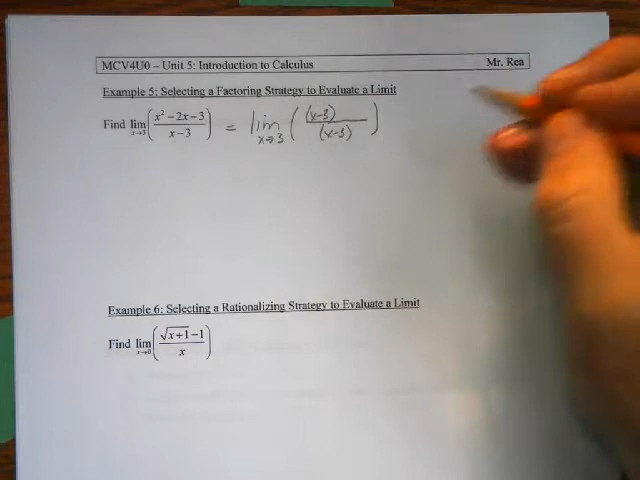 MCV4U0 – Unit 5: Introduction to Calculus Mr. Rea
Example 5: Selecting a Factoring Strategy to Evaluate a Limit
Find lim x→3 (x² − 2x − 3 / x − 3) = lim x→3 ((x−3) / (x−3))
Example 6: Selecting a Rationalizing Strategy to Evaluate a Limit
Find lim x→0 (√x+1 − 1 / x)